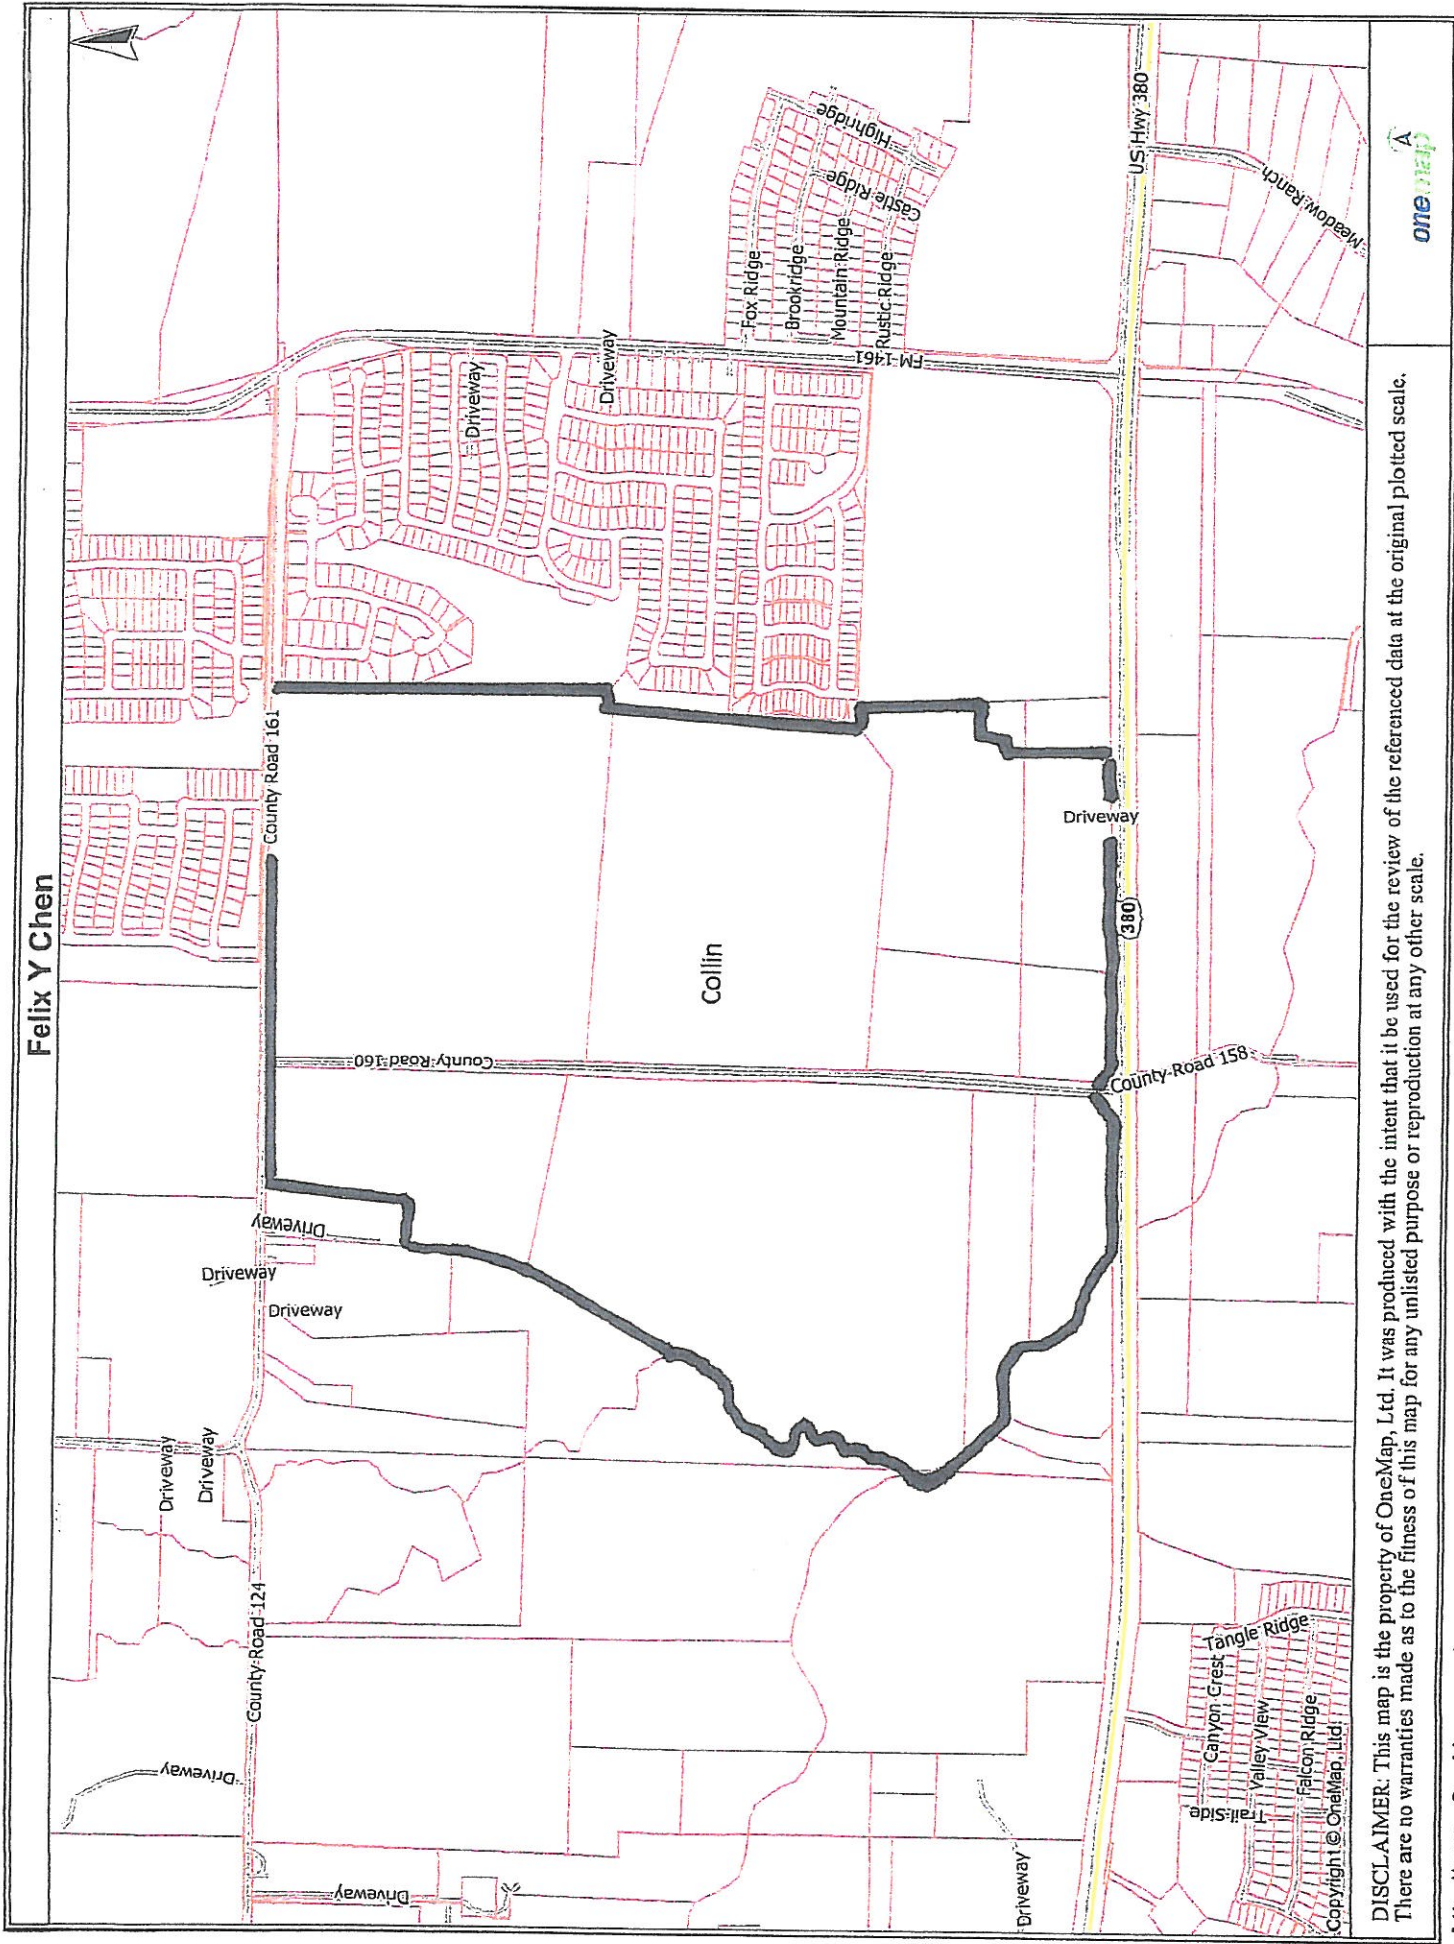 Felix Y Chen
County Road 161
County Road 160
County Road 124
County Road 158
Collin
Driveway
Driveway
Driveway
Driveway
Driveway
Driveway
Driveway
Driveway
Driveway
Driveway
Driveway
FM 1461
Fox Ridge
Brookridge
Mountain Ridge
Rustic Ridge
Castle Ridge
Highridge
US Hwy 380
380
Meadow Ranch
Tangle Ridge
Canyon Crest
Valley View
Falcon Ridge
Trail Side
Copyright © OneMap, Ltd.
DISCLAIMER: This map is the property of OneMap, Ltd. It was produced with the intent that it be used for the review of the referenced data at the original plotted scale.
There are no warranties made as to the fitness of this map for any unlisted purpose or reproduction at any other scale.
onemap